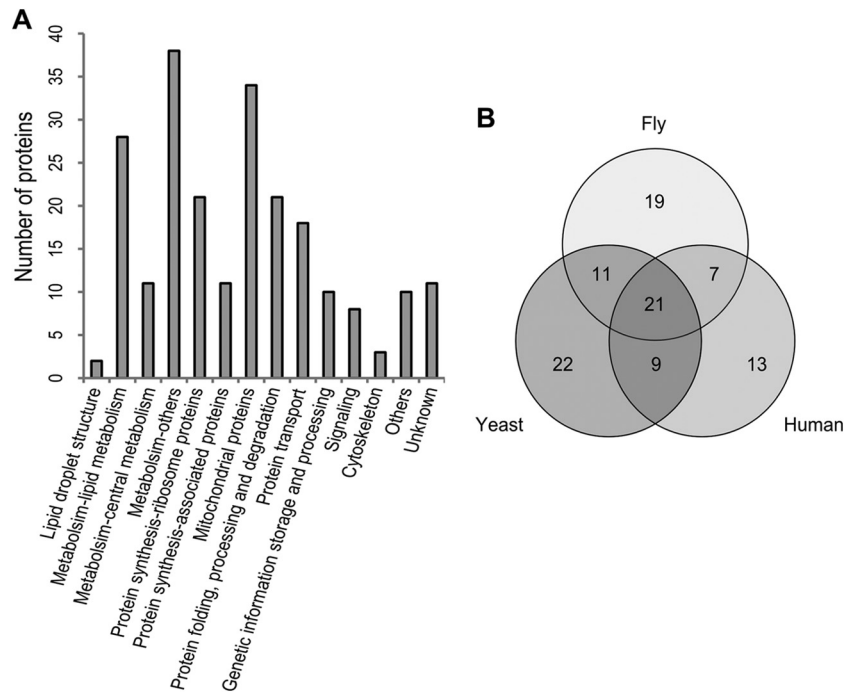 A
Number of proteins
40
35
30
25
20
15
10
5
0
Lipid droplet structure
Metabolsim-lipid metabolism
Metabolsim-central metabolism
Metabolsim-others
Protein synthesis-ribosome proteins
Protein synthesis-associated proteins
Mitochondrial proteins
Protein folding, processing and degradation
Protein transport
Genetic information storage and processing
Signaling
Cytoskeleton
Others
Unknown
B
Fly
19
11
7
21
22
9
13
Yeast
Human